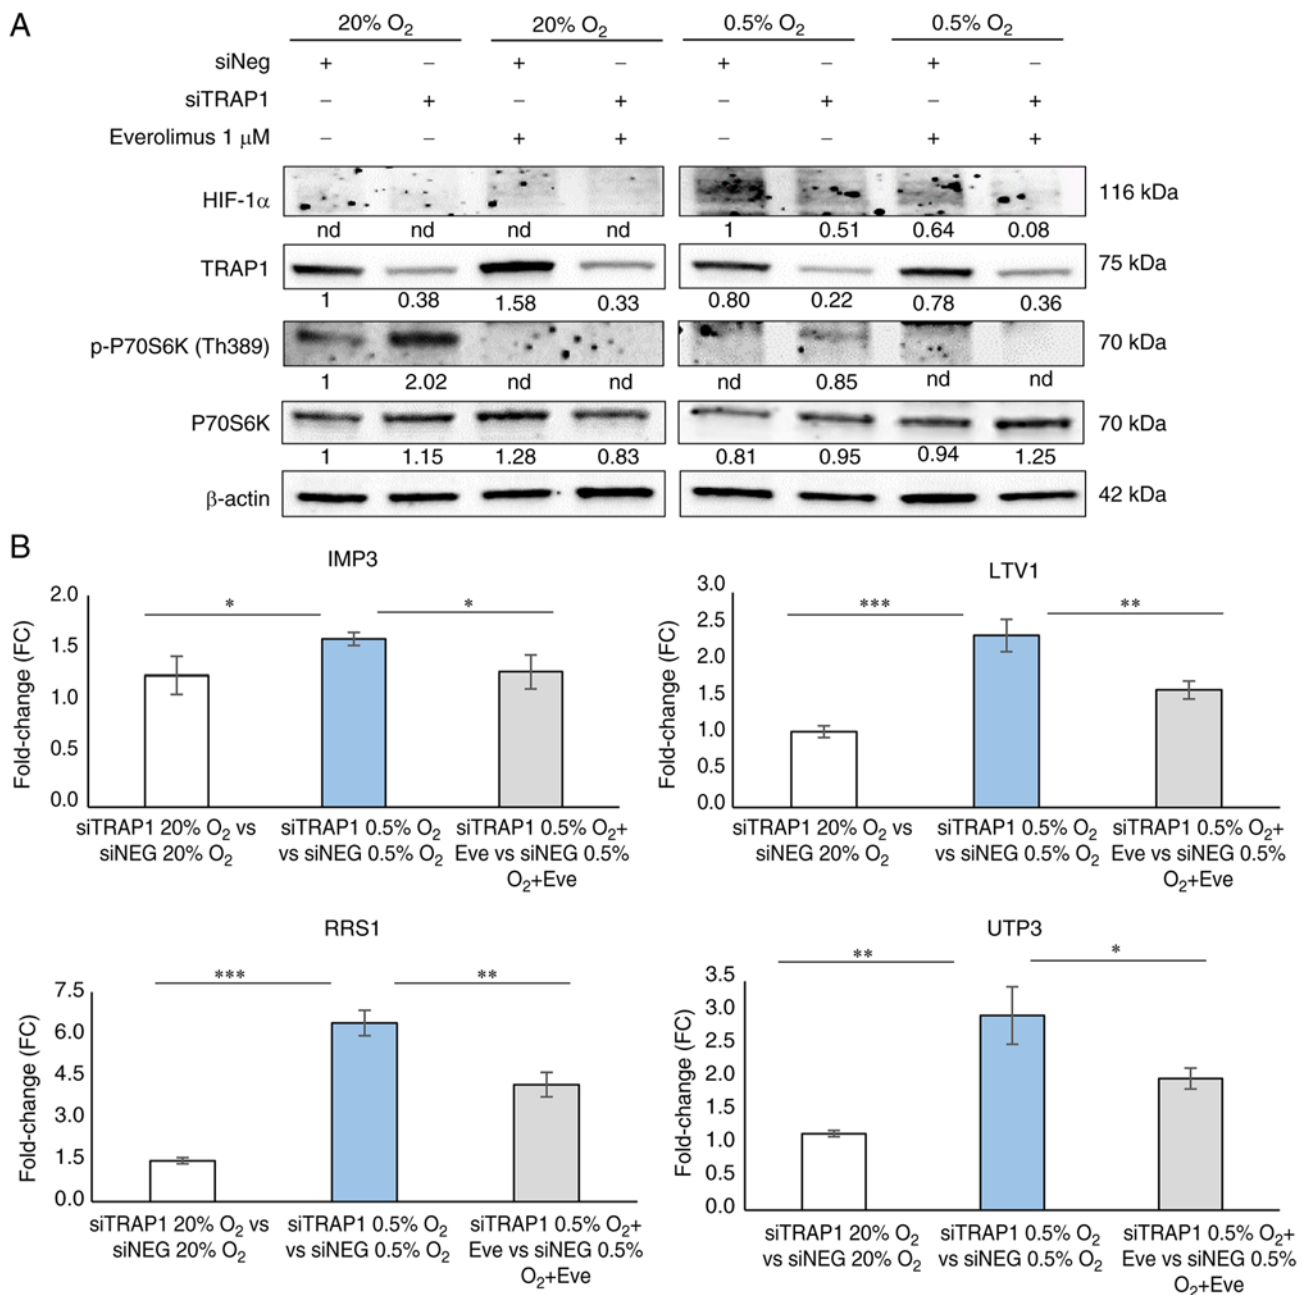 A
20% O2 20% O2 0.5% O2 0.5% O2
siNeg + – + – + – + –
siTRAP1 – + – + – + – +
Everolimus 1 μM – – + + – – + +
HIF-1α 116 kDa
nd nd nd nd 1 0.51 0.64 0.08
TRAP1 75 kDa
1 0.38 1.58 0.33 0.80 0.22 0.78 0.36
p-P70S6K (Th389) 70 kDa
1 2.02 nd nd nd 0.85 nd nd
P70S6K 70 kDa
1 1.15 1.28 0.83 0.81 0.95 0.94 1.25
β-actin 42 kDa
B
IMP3
Fold-change (FC)
2.0
1.5
1.0
0.5
0.0
* *
siTRAP1 20% O2 vs
siNEG 20% O2
siTRAP1 0.5% O2
vs siNEG 0.5% O2
siTRAP1 0.5% O2+
Eve vs siNEG 0.5%
O2+Eve
LTV1
Fold-change (FC)
3.0
2.5
2.0
1.5
1.0
0.5
0.0
*** **
siTRAP1 20% O2 vs
siNEG 20% O2
siTRAP1 0.5% O2
vs siNEG 0.5% O2
siTRAP1 0.5% O2+
Eve vs siNEG 0.5%
O2+Eve
RRS1
Fold-change (FC)
7.5
6.0
4.5
3.0
1.5
0.0
*** **
siTRAP1 20% O2 vs
siNEG 20% O2
siTRAP1 0.5% O2
vs siNEG 0.5% O2
siTRAP1 0.5% O2+
Eve vs siNEG 0.5%
O2+Eve
UTP3
Fold-change (FC)
3.5
3.0
2.5
2.0
1.5
1.0
0.5
0.0
** *
siTRAP1 20% O2
vs siNEG 20% O2
siTRAP1 0.5% O2
vs siNEG 0.5% O2
siTRAP1 0.5% O2+
Eve vs siNEG 0.5%
O2+Eve